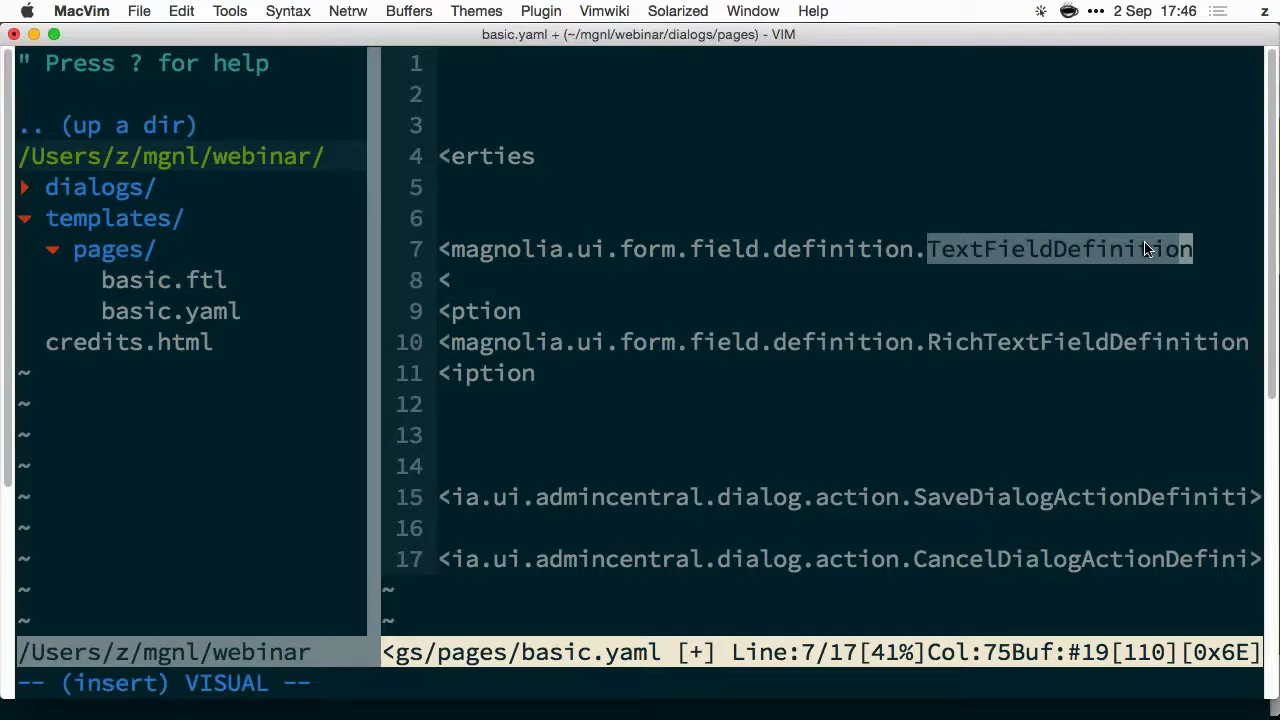 MacVim File Edit Tools Syntax Netrw Buffers Themes Plugin Vimwiki Solarized Window Help 2 Sep 17:46 z
basic.yaml + (~/mgnl/webinar/dialogs/pages) - VIM
" Press ? for help
.. (up a dir)
/Users/z/mgnl/webinar/
dialogs/
templates/
pages/
basic.ftl
basic.yaml
credits.html
~
~
~
~
~
~
~
~
~
/Users/z/mgnl/webinar
1
2
3
4 <erties
5
6
7 <magnolia.ui.form.field.definition.TextFieldDefinition
8 <
9 <ption
10 <magnolia.ui.form.field.definition.RichTextFieldDefinition
11 <iption
12
13
14
15 <ia.ui.admincentral.dialog.action.SaveDialogActionDefiniti>
16
17 <ia.ui.admincentral.dialog.action.CancelDialogActionDefini>
~
~
<gs/pages/basic.yaml [+] Line:7/17[41%]Col:75Buf:#19[110][0x6E]
-- (insert) VISUAL --